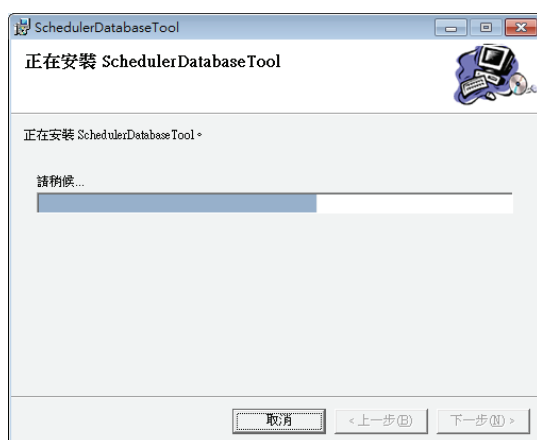 SchedulerDatabaseTool
正在安裝 SchedulerDatabaseTool
正在安裝 SchedulerDatabaseTool。
請稍候...
取消
<上一步(B)
下一步(N)>